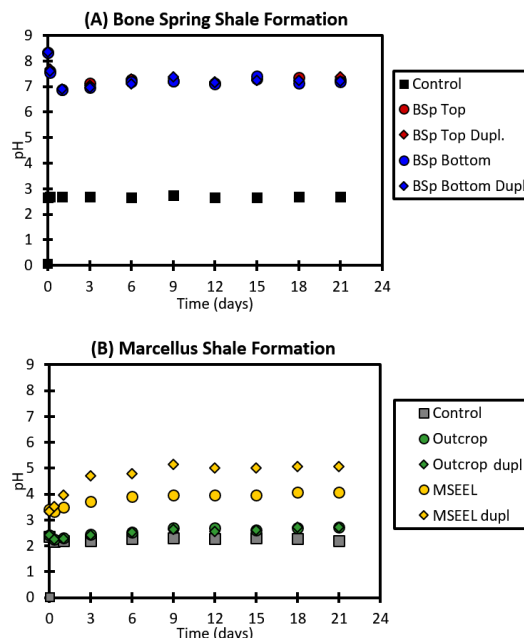 (A) Bone Spring Shale Formation
9
8
7
6
5
4
3
2
1
0
pH
0 3 6 9 12 15 18 21 24
Time (days)
Control
BSp Top
BSp Top Dupl.
BSp Bottom
BSp Bottom Dupl
(B) Marcellus Shale Formation
9
8
7
6
5
4
3
2
1
0
pH
0 3 6 9 12 15 18 21 24
Time (days)
Control
Outcrop
Outcrop dupl
MSEEL
MSEEL dupl